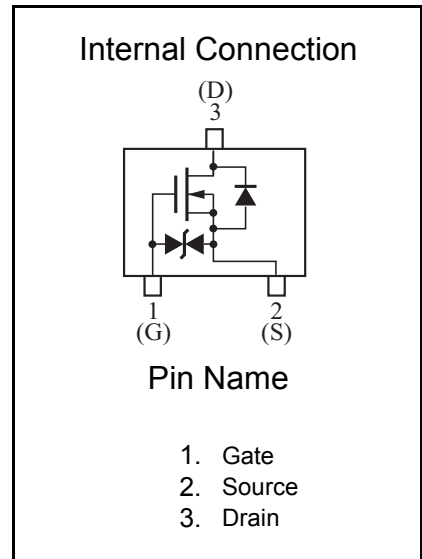 Internal Connection
(D)
3
1 2
(G) (S)
Pin Name
1. Gate
2. Source
3. Drain